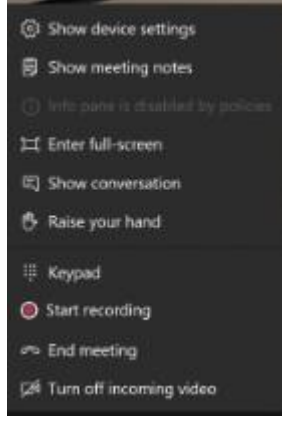 Show device settings
Show meeting notes
Info pane is disabled by policies
Enter full-screen
Show conversation
Raise your hand
Keypad
Start recording
End meeting
Turn off incoming video